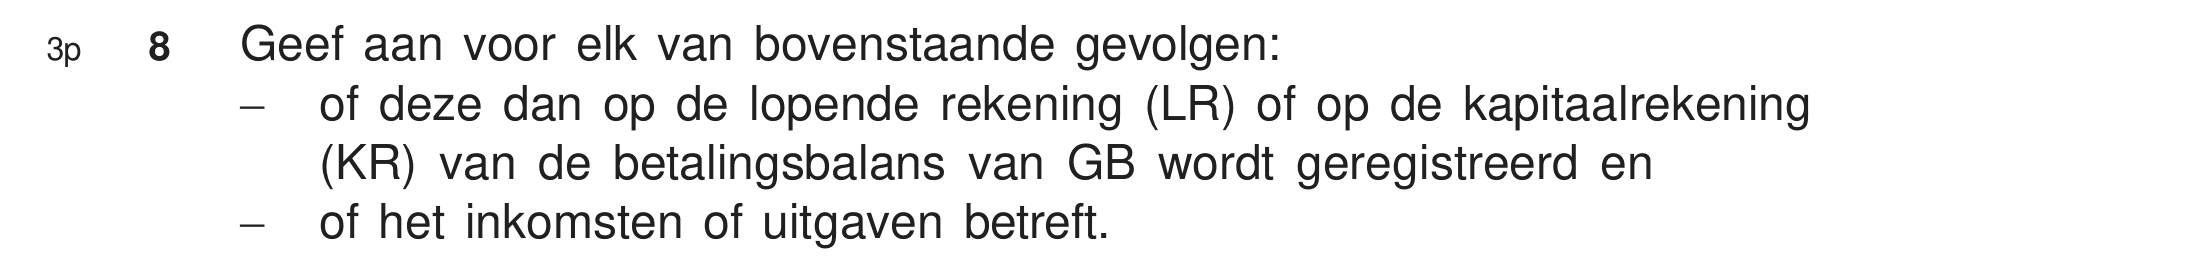 3p 8 Geef aan voor elk van bovenstaande gevolgen:
– of deze dan op de lopende rekening (LR) of op de kapitaalrekening
(KR) van de betalingsbalans van GB wordt geregistreerd en
– of het inkomsten of uitgaven betreft.